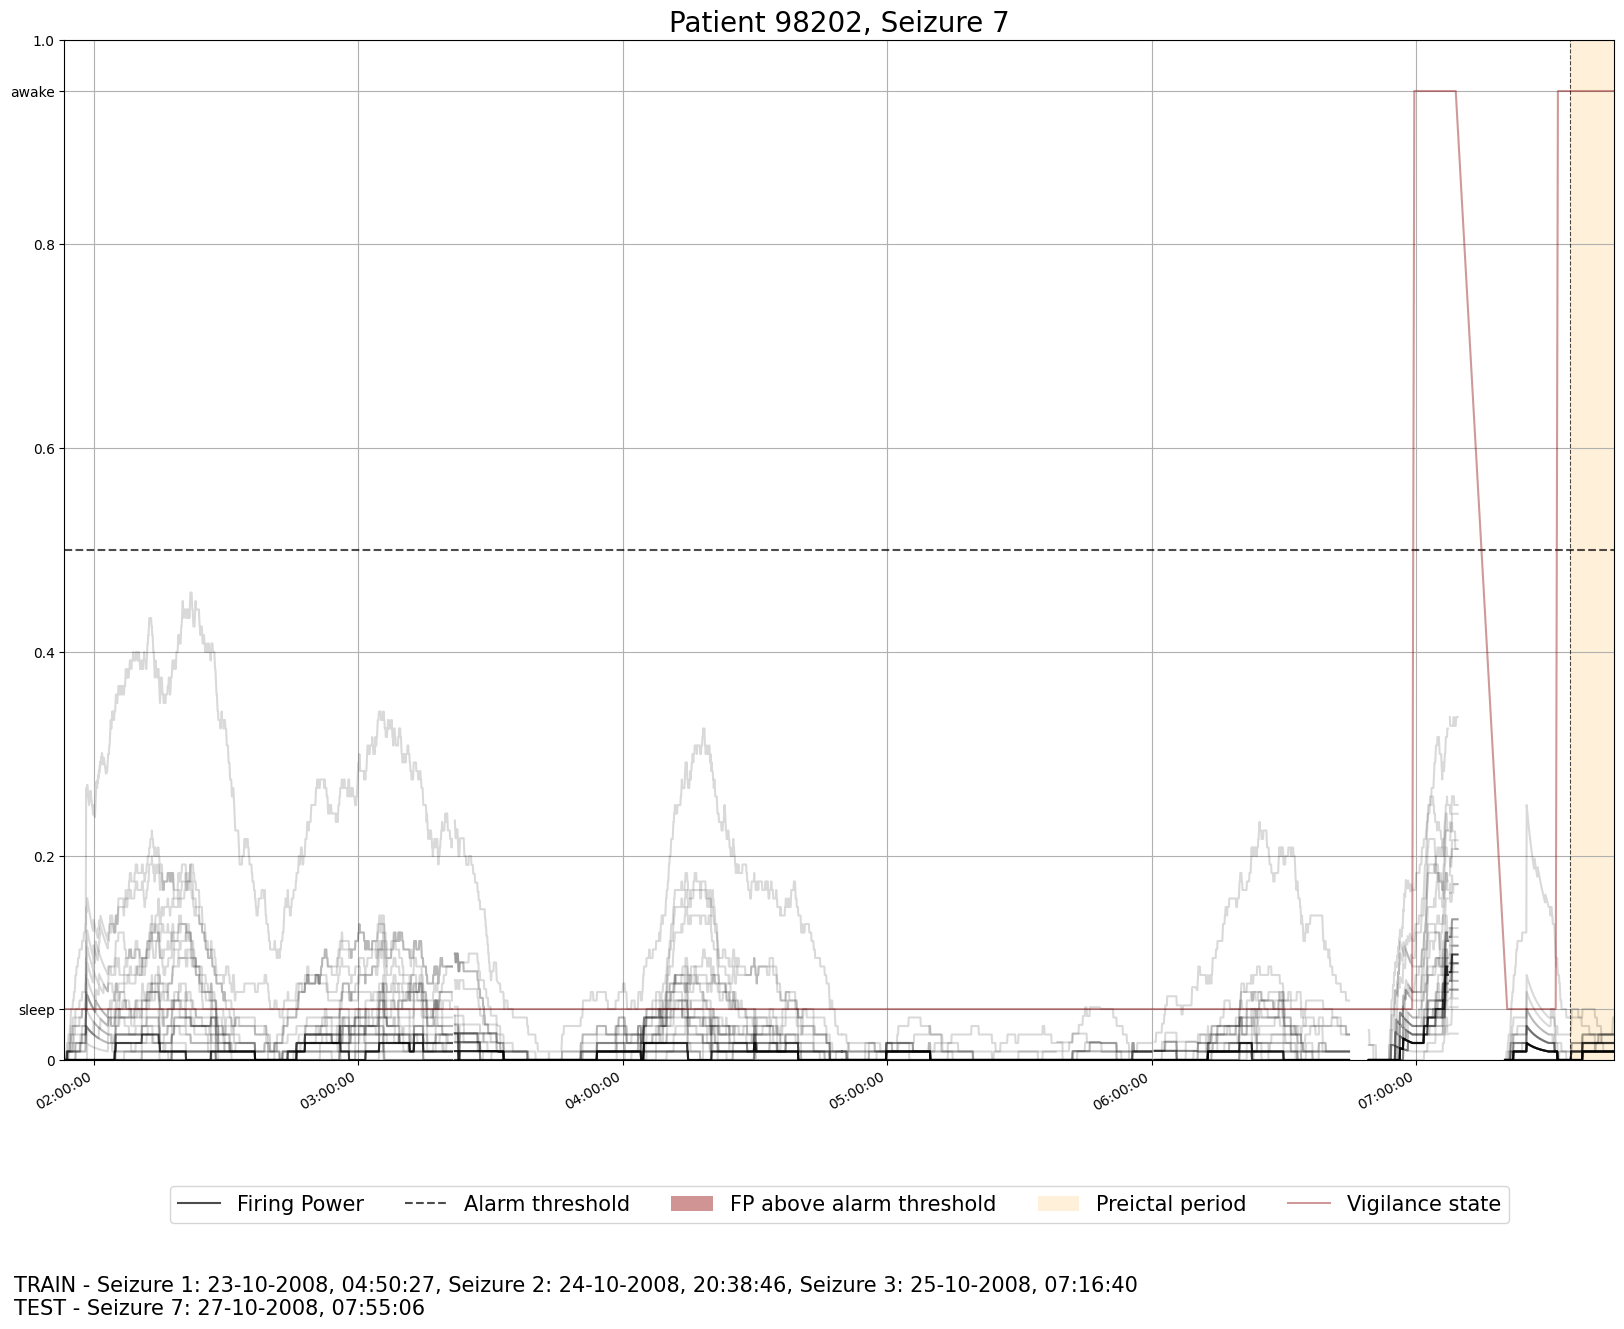 Patient 98202, Seizure 7
1.0
awake
0.8
0.6
0.4
0.2
sleep
0
02:00:00 03:00:00 04:00:00 05:00:00 06:00:00 07:00:00
Firing Power Alarm threshold FP above alarm threshold Preictal period Vigilance state
TRAIN - Seizure 1: 23-10-2008, 04:50:27, Seizure 2: 24-10-2008, 20:38:46, Seizure 3: 25-10-2008, 07:16:40
TEST - Seizure 7: 27-10-2008, 07:55:06